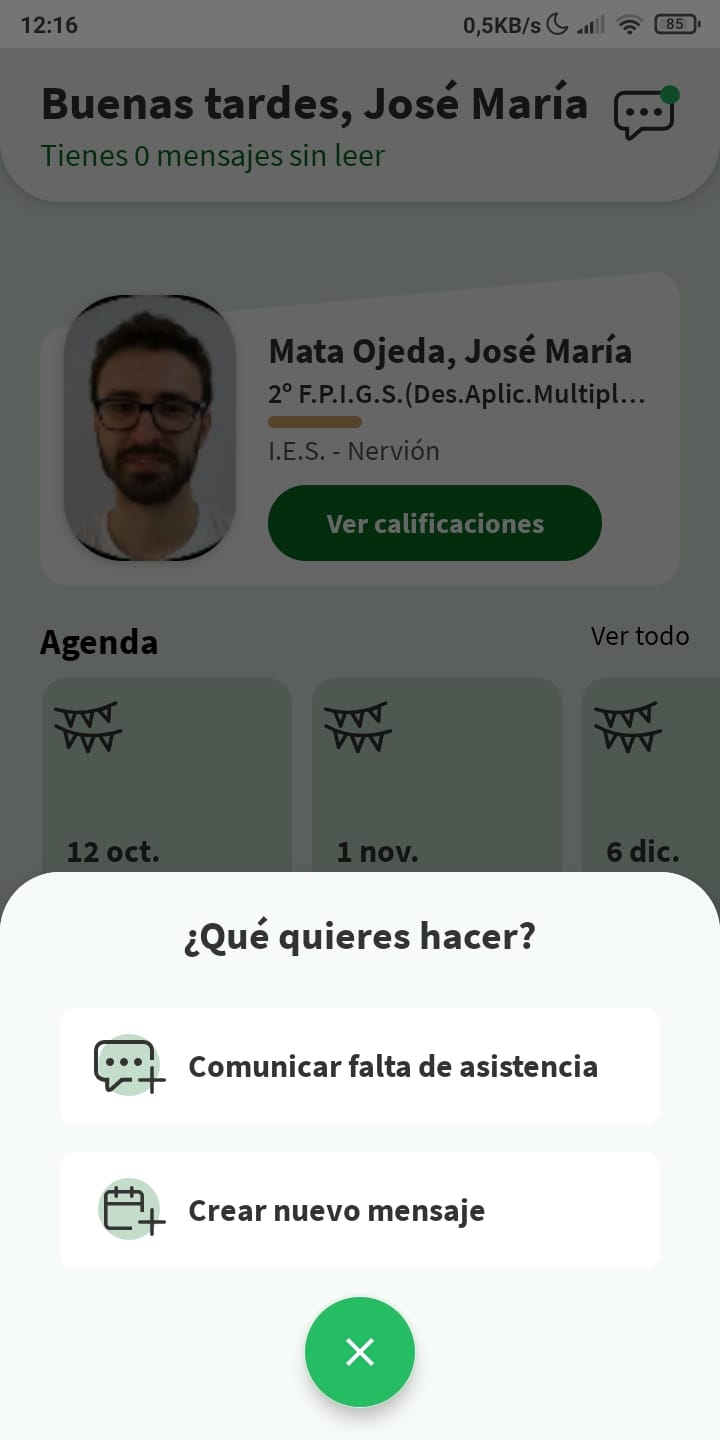 12:16
0,5KB/s
85
Buenas tardes, José María
Tienes 0 mensajes sin leer
Mata Ojeda, José María
2º F.P.I.G.S.(Des.Aplic.Multipl...
I.E.S. - Nervión
Ver calificaciones
Agenda
Ver todo
12 oct.
1 nov.
6 dic.
¿Qué quieres hacer?
Comunicar falta de asistencia
Crear nuevo mensaje